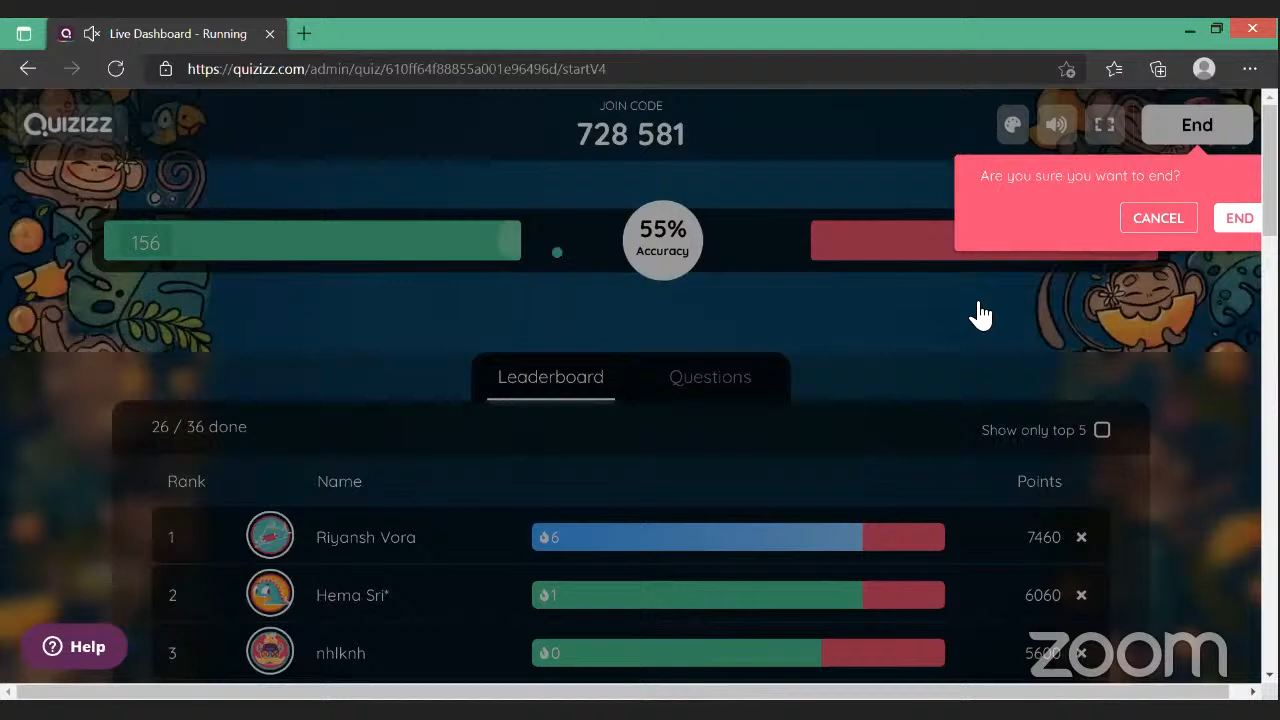 Live Dashboard - Running
https://quizizz.com/admin/quiz/610ff64f88855a001e96496d/startV4
Quizizz
JOIN CODE
728 581
End
Are you sure you want to end?
CANCEL
END
156
55%
Accuracy
Leaderboard
Questions
26 / 36 done
Show only top 5
Rank
Name
Points
1
Riyansh Vora
6
7460
2
Hema Sri*
1
6060
3
nhlknh
0
5600
Help
zoom